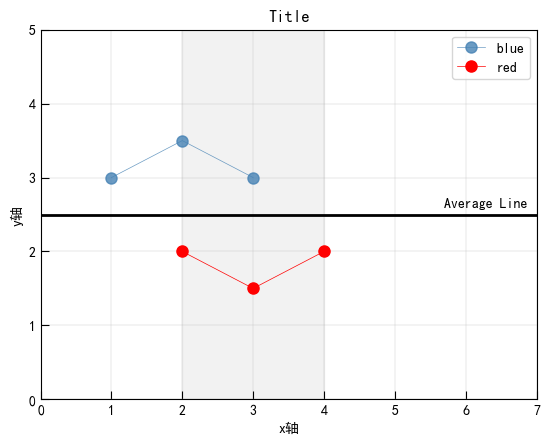 Title
blue
red
5
4
3
2
1
0
y轴
Average Line
0 1 2 3 4 5 6 7
x轴